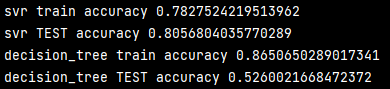 svr train accuracy 0.7827524219513962
svr TEST accuracy 0.8056804035770289
decision_tree train accuracy 0.8650650289017341
decision_tree TEST accuracy 0.5260021668472372